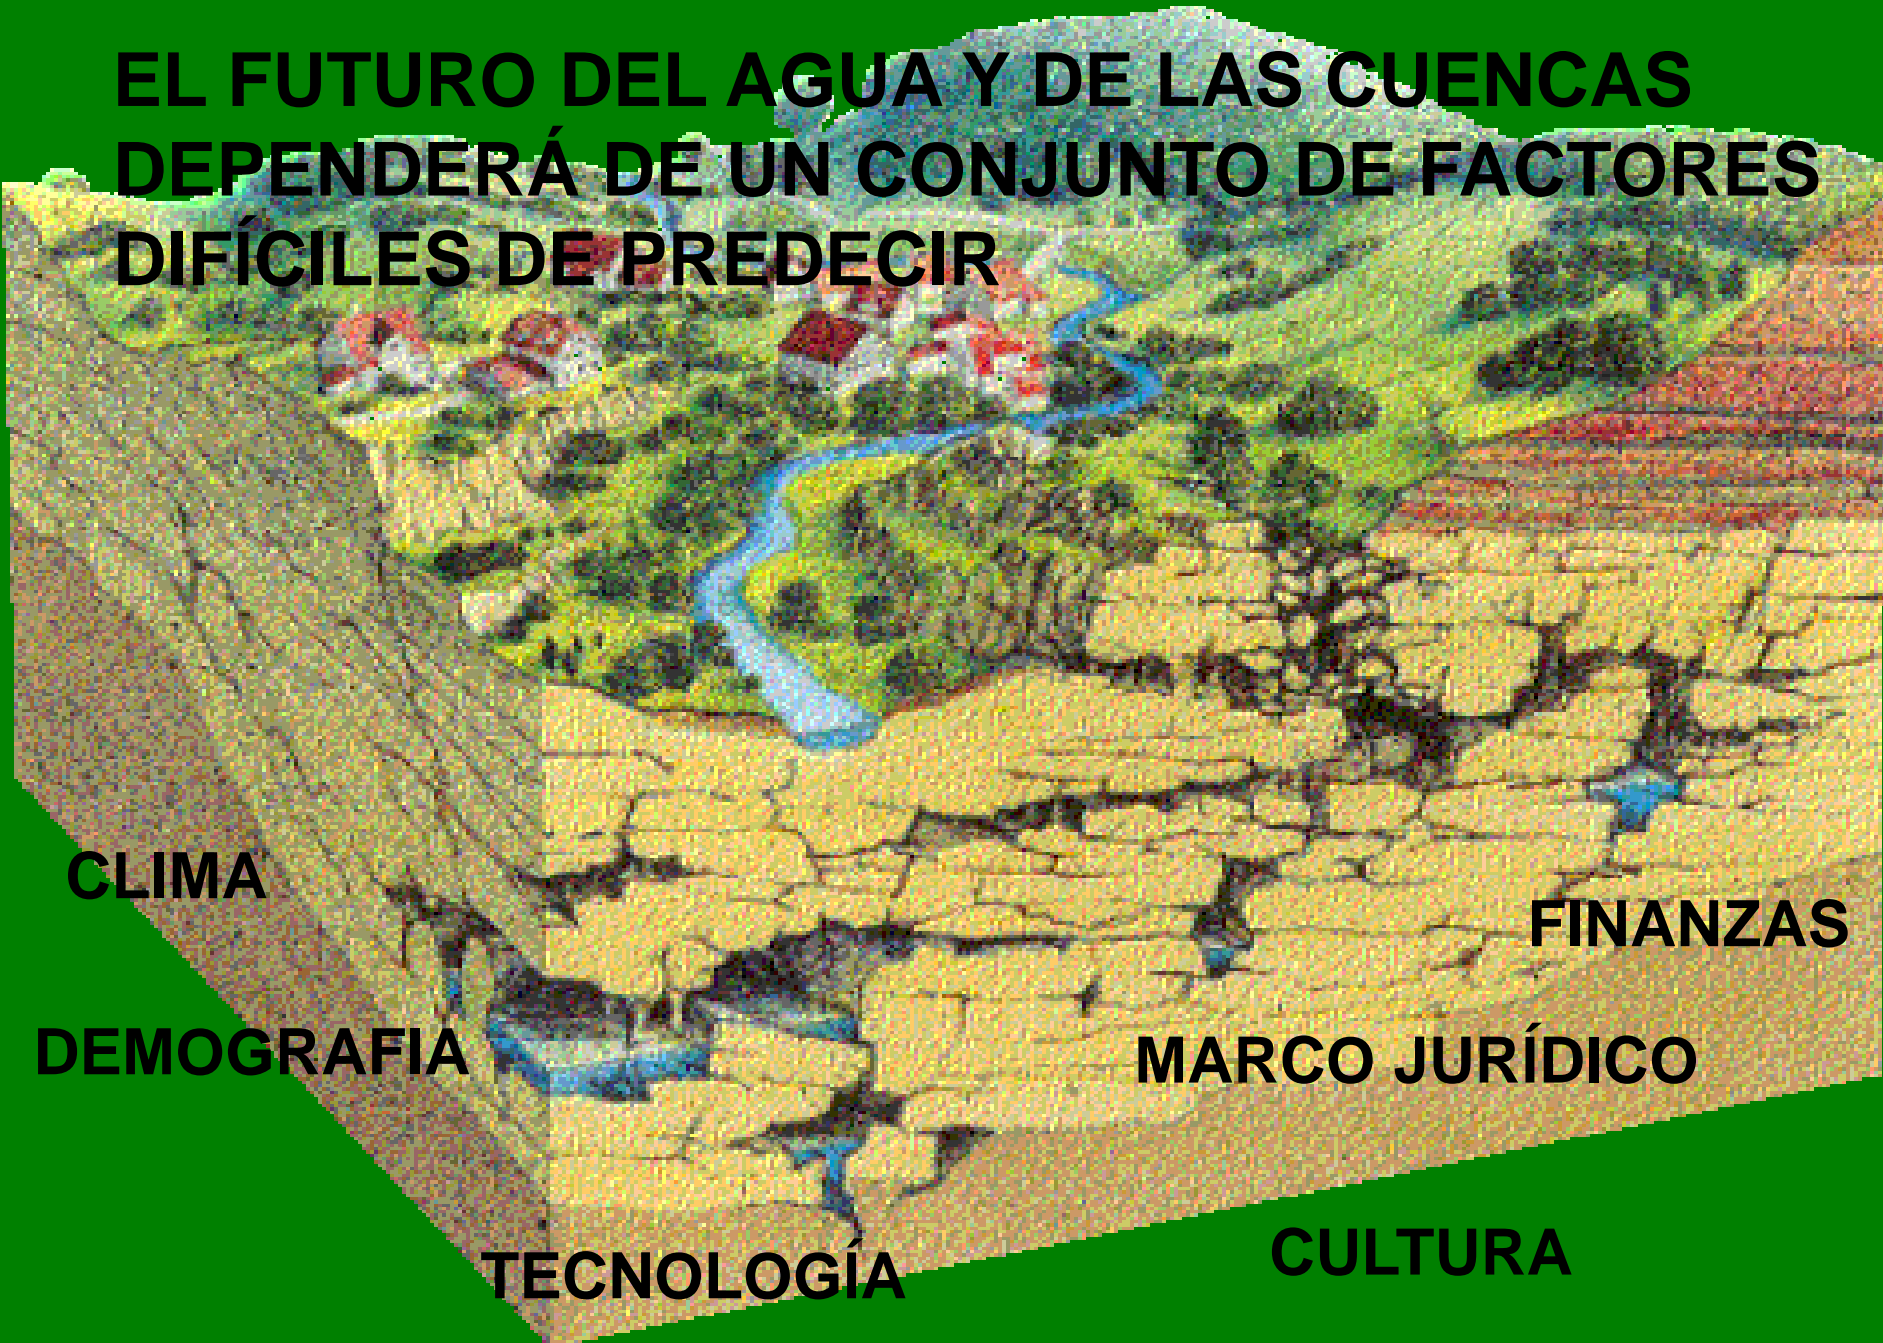 EL FUTURO DEL AGUA Y DE LAS CUENCAS
DEPENDERÁ DE UN CONJUNTO DE FACTORES
DIFÍCILES DE PREDECIR
CLIMA
FINANZAS
DEMOGRAFIA
MARCO JURÍDICO
TECNOLOGÍA
CULTURA